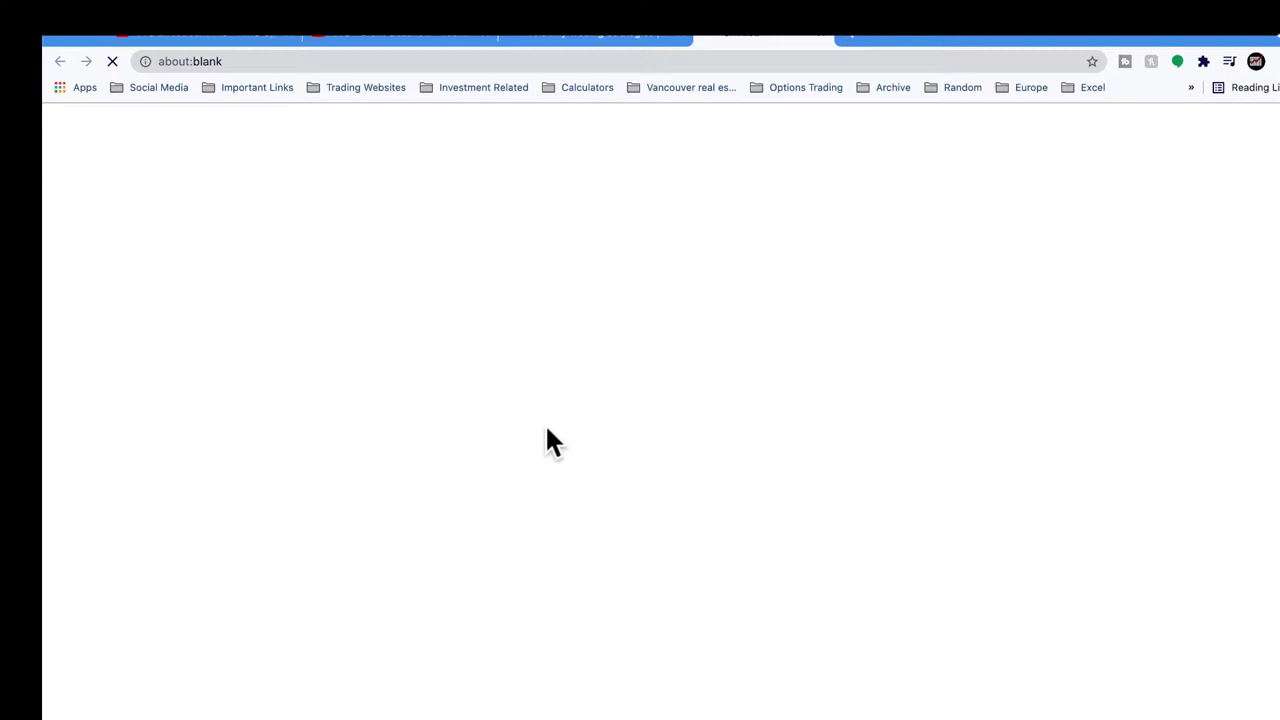 about:blank
Apps Social Media Important Links Trading Websites Investment Related Calculators Vancouver real es... Options Trading Archive Random Europe Excel » Reading Li